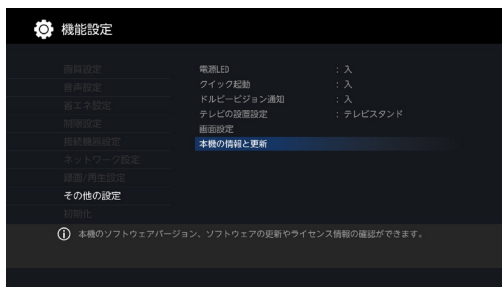 機能設定
画質設定
音声設定
省エネ設定
制限設定
接続機器設定
ネットワーク設定
録画/再生設定
その他の設定
初期化
電源LED : 入
クイック起動 : 入
ドルビービジョン通知 : 入
テレビの設置設定 : テレビスタンド
画面設定
本機の情報と更新
本機のソフトウェアバージョン、ソフトウェアの更新やライセンス情報の確認ができます。